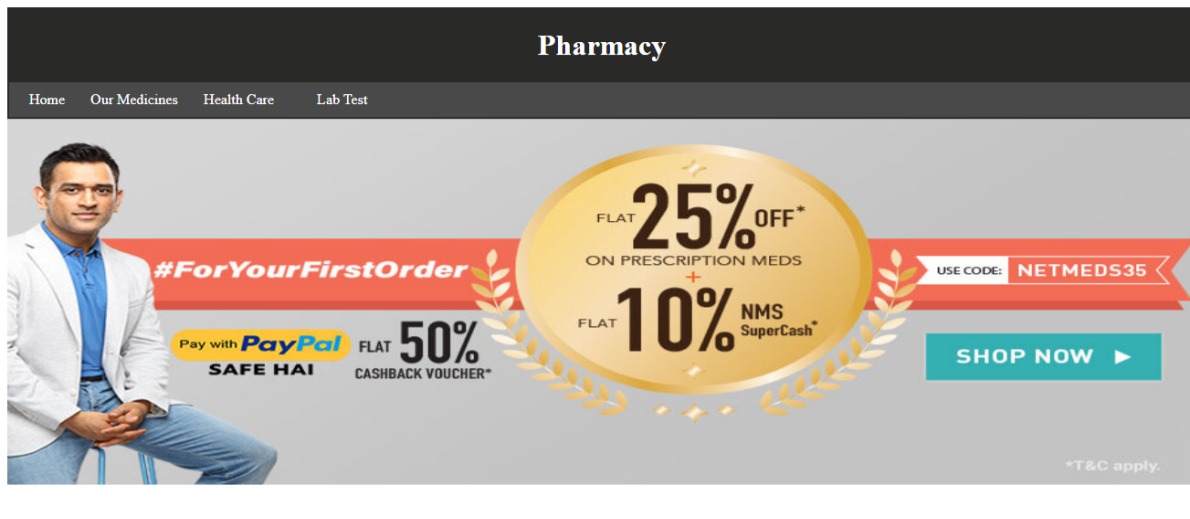 Pharmacy
Home Our Medicines Health Care Lab Test
FLAT 25% OFF*
ON PRESCRIPTION MEDS
+
FLAT 10% NMS SuperCash*
#ForYourFirstOrder
USE CODE: NETMEDS35
Pay with PayPal
SAFE HAI
FLAT 50%
CASHBACK VOUCHER*
SHOP NOW ►
*T&C apply.